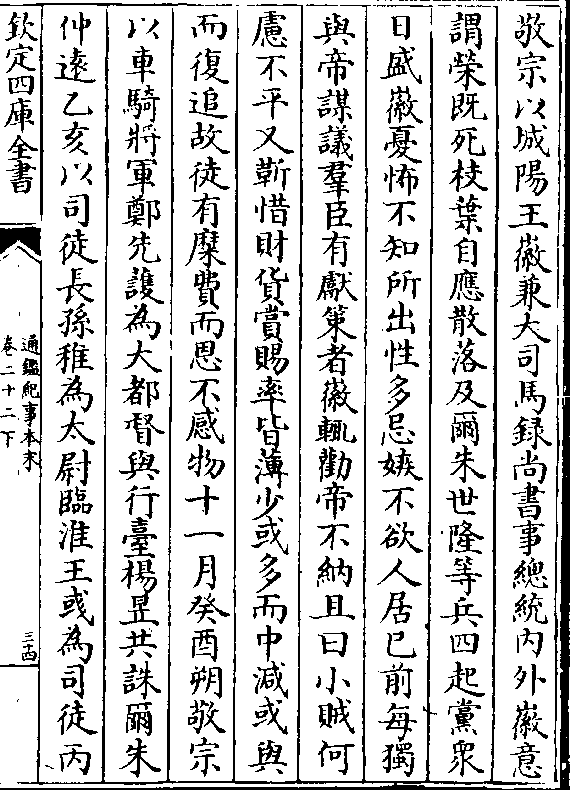 敬宗以城陽王徽兼大司馬録尚書事總統内外徽意
謂榮既死枝葉自應散落及爾朱世隆等兵四起黨衆
日盛徽憂怖不知所出性多忌嫉不欲人居已前每獨
與帝謀議羣臣有獻策者徽輒勸帝不納且曰小賊何
慮不平又靳惜財貨賞賜率皆薄少或多而中減或與
而復追故徒有糜費而恩不感物十一月癸酉朔敬宗
以車騎將軍鄭先護為大都督與行臺楊昱共誅爾朱
仲逺乙亥以司徒長孫稚為太尉臨淮王彧為司徒丙
欽定四庫全書
通鑑紀事本末
卷二十二下
三十四